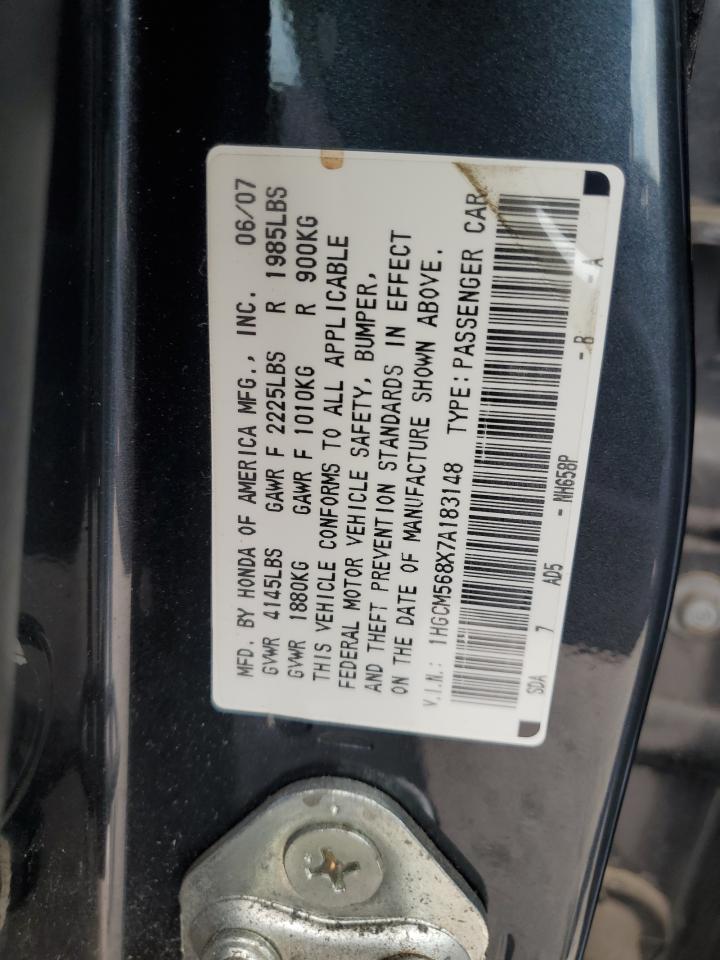 MFD. BY HONDA OF AMERICA MFG., INC. 06/07
GVWR 4145LBS GAWR F 2225LBS R 1985LBS
GVWR 1880KG GAWR F 1010KG R 900KG
THIS VEHICLE CONFORMS TO ALL APPLICABLE
FEDERAL MOTOR VEHICLE SAFETY, BUMPER,
AND THEFT PREVENTION STANDARDS IN EFFECT
ON THE DATE OF MANUFACTURE SHOWN ABOVE.
V.I.N.: 1HGCM568X7A183148 TYPE: PASSENGER CAR
SDA 7 AD5 - NH658P - B - A